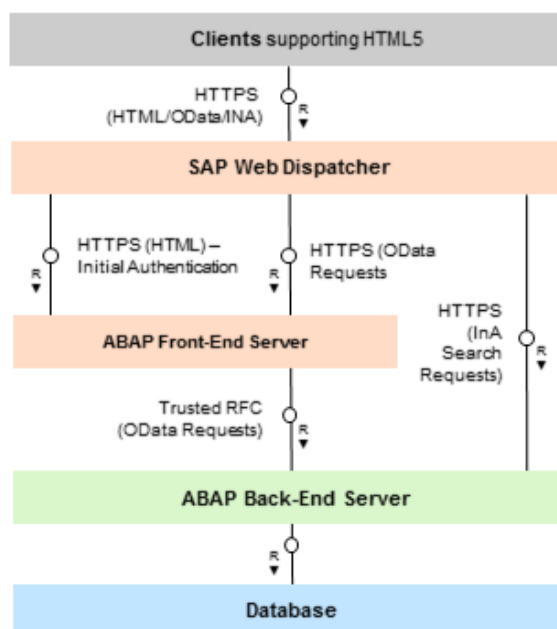 Clients supporting HTML5
HTTPS
(HTML/OData/INA)
R
SAP Web Dispatcher
HTTPS (HTML) –
Initial Authentication
R
HTTPS (OData
Requests
R
HTTPS
(InA
Search
Requests)
R
ABAP Front-End Server
Trusted RFC
(OData Requests)
R
ABAP Back-End Server
R
Database